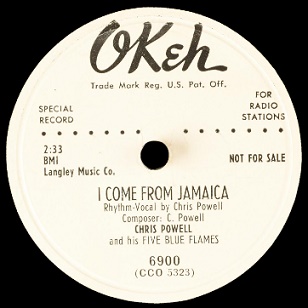 OKeh
Trade Mark Reg. U.S. Pat, Off.
SPECIAL
RECORD
FOR
RADIO
STATIONS
2:33
BMI
Langley Music Co.
NOT FOR SALE
I COME FROM JAMAICA
Rhythm-Vocal by Chris Powell
Composer: C. Powell
CHRIS POWELL
and his FIVE BLUE FLAMES
6900
(CCO 5323)